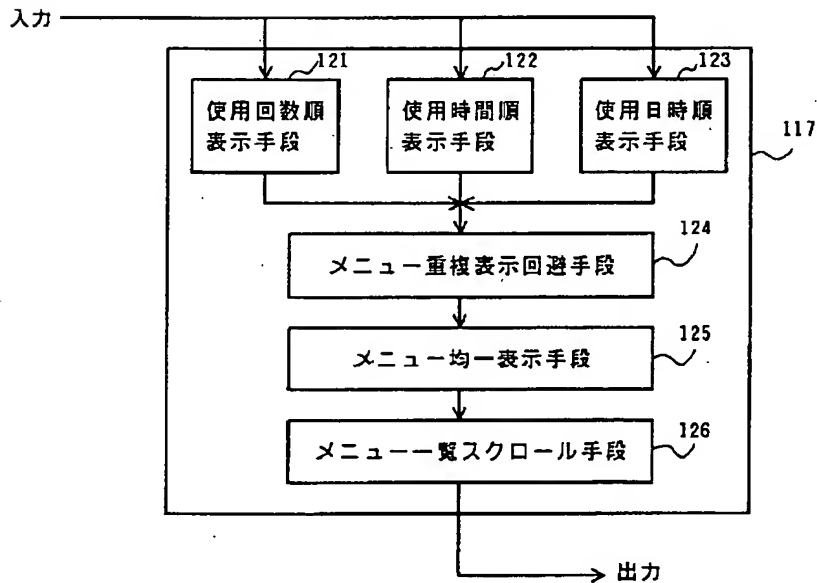 入力
121
122
123
使用回数順
表示手段
使用時間順
表示手段
使用日時順
表示手段
117
124
メニュー重複表示回避手段
125
メニュー均一表示手段
126
メニュー一覧スクロール手段
出力